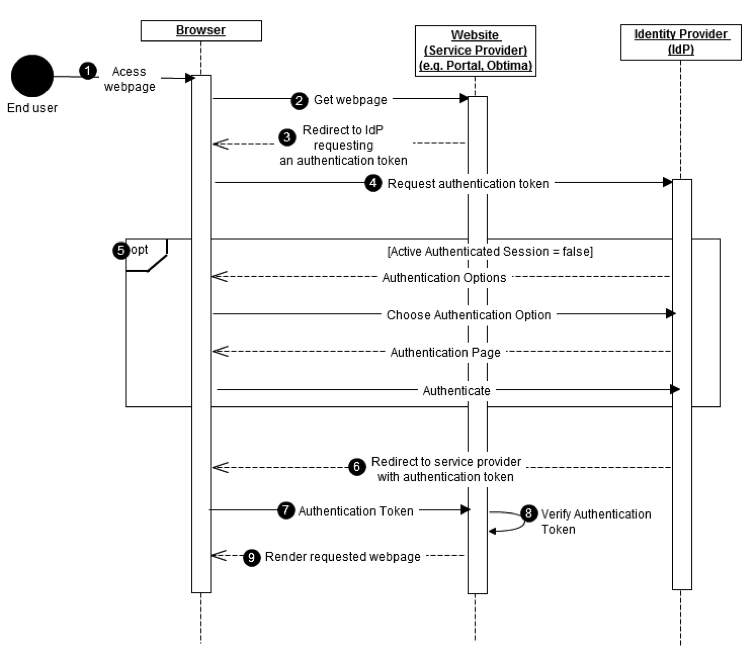 Browser
Website
(Service Provider)
(e.g. Portal, Obtima)
Identity Provider
(IdP)
End user
1 Acess
webpage
2 Get webpage
3 Redirect to IdP
requesting
an authentication token
4 Request authentication token
5 opt
[Active Authenticated Session = false]
Authentication Options
Choose Authentication Option
Authentication Page
Authenticate
6 Redirect to service provider
with authentication token
7 Authentication Token
8 Verify Authentication
Token
9 Render requested webpage